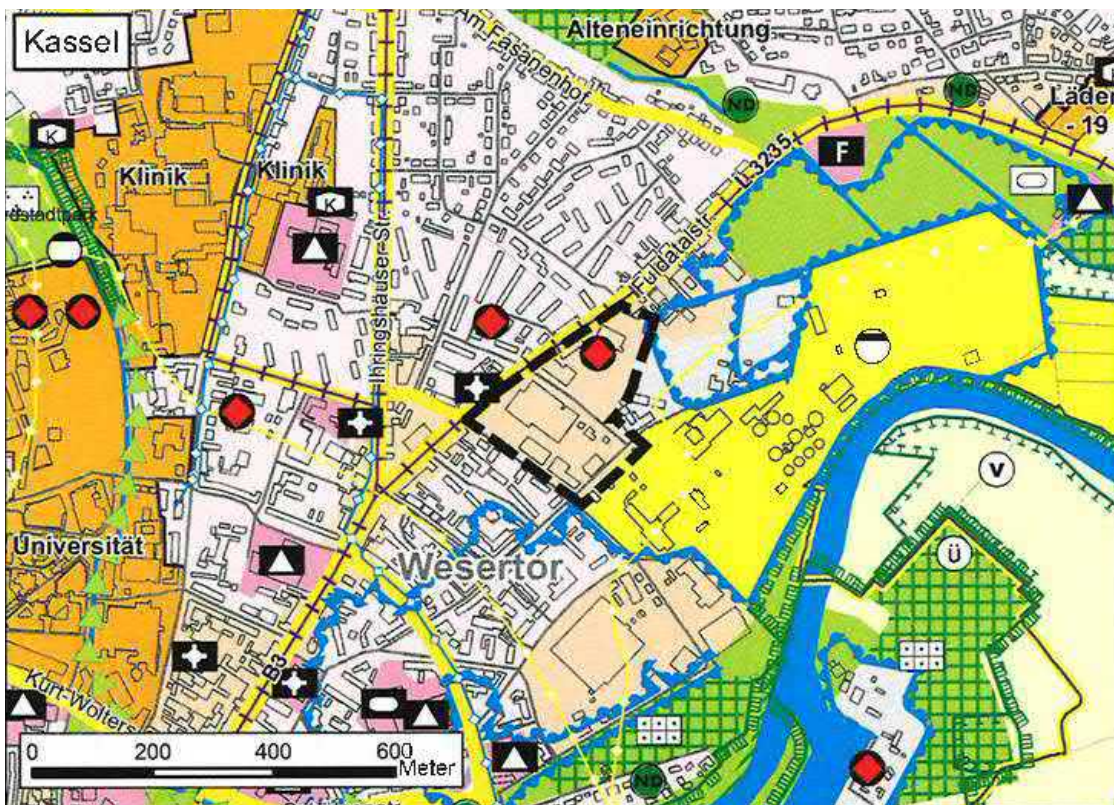 Kassel
Alteneinrichtung
Am Fasanenhof
ND
ND
Läden
- 19
K
Klinik
Klinik
K
F
L 3235
Fuldatalstr.
Ihringshäuser Str.
V
Ü
Universität
Wesertor
B3
Kurt-Wolters
ND
0 200 400 600
Meter